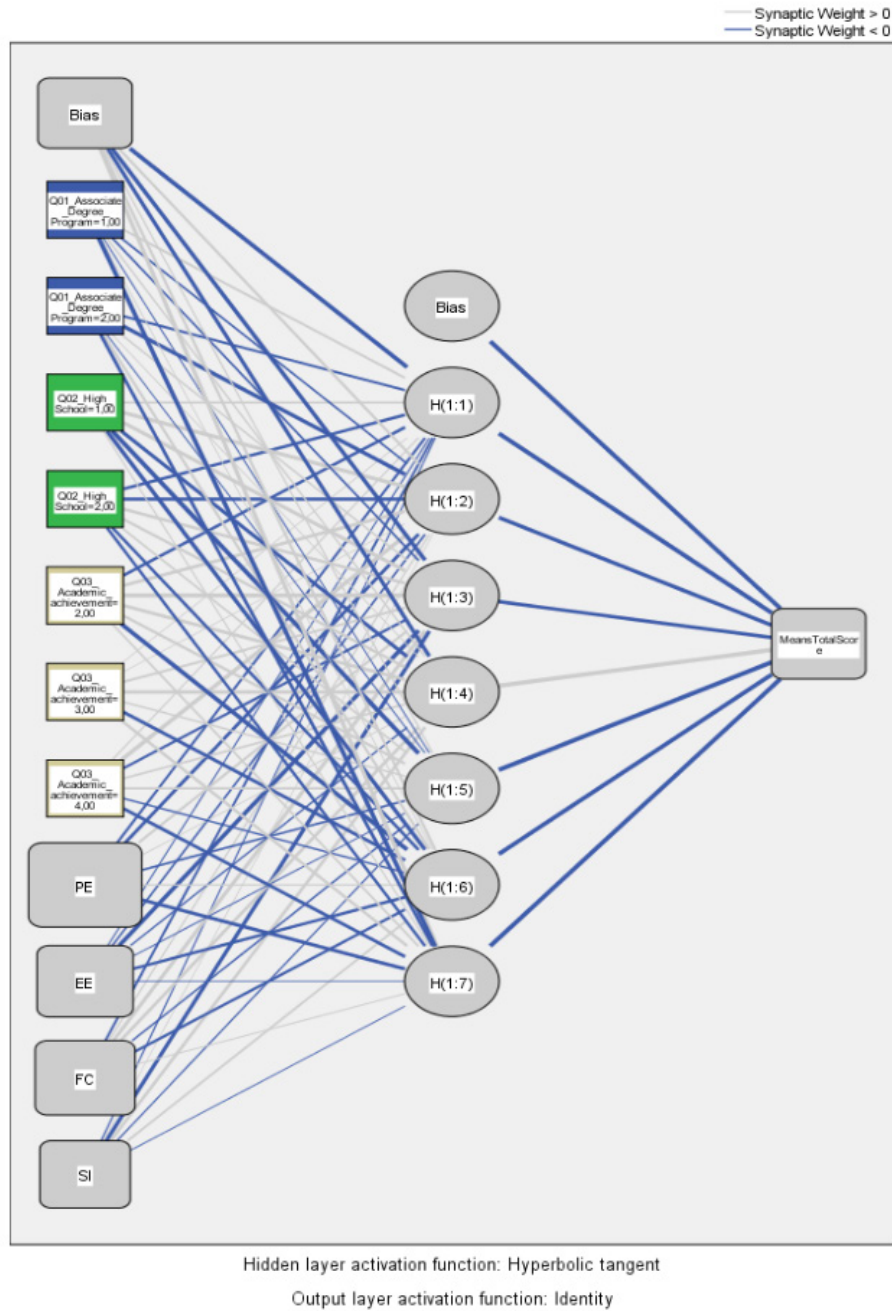 Synaptic Weight > 0
Synaptic Weight < 0
Bias
Q01_Associate
_Degree_
Program=1,00
Q01_Associate
_Degree_
Program=2,00
Q02_High
School=1,00
Q02_High
School=2,00
Q03_
Academic_
achievement=
2,00
Q03_
Academic_
achievement=
3,00
Q03_
Academic_
achievement=
4,00
PE
EE
FC
SI
Bias
H(1:1)
H(1:2)
H(1:3)
H(1:4)
H(1:5)
H(1:6)
H(1:7)
MeansTotalScor
e
Hidden layer activation function: Hyperbolic tangent
Output layer activation function: Identity